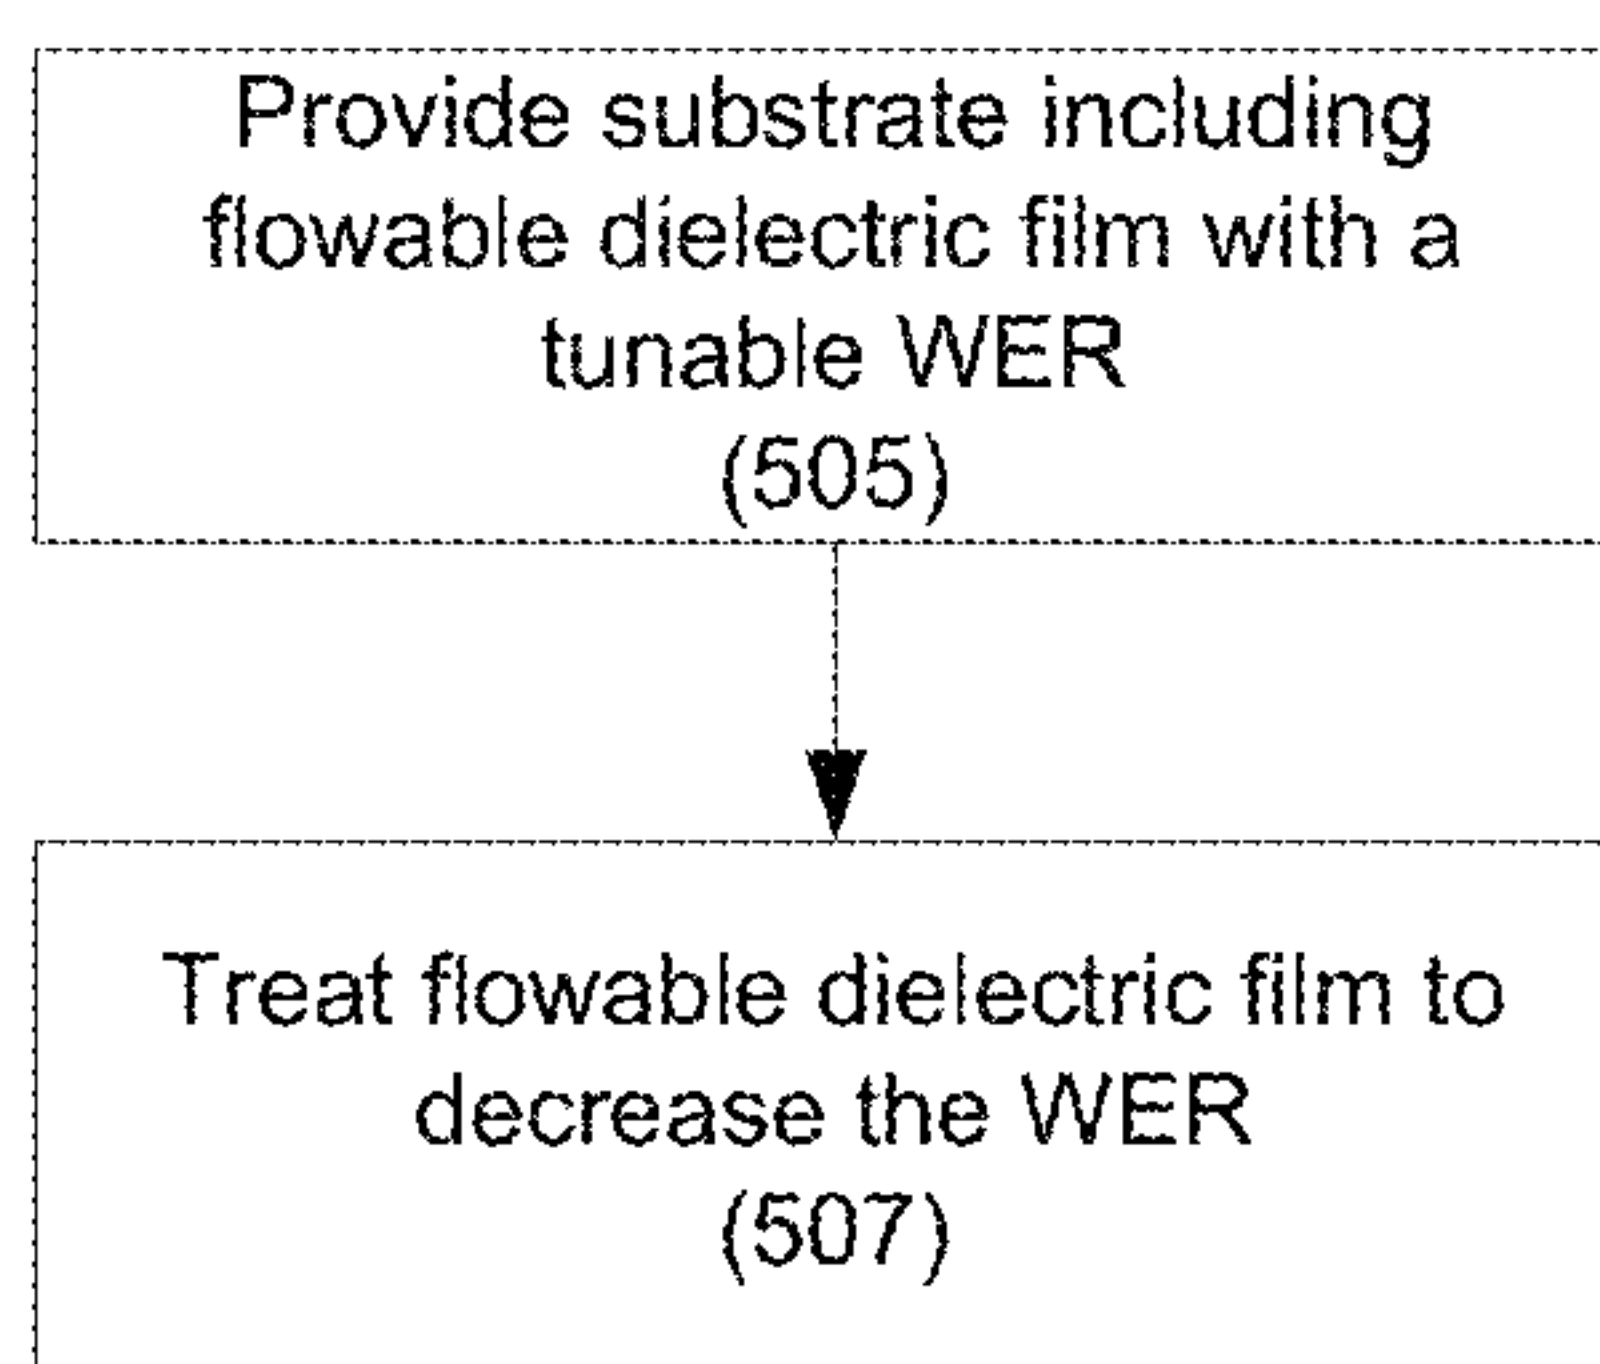 Provide substrate including
flowable dielectric film with a
tunable WER
(505)
Treat flowable dielectric film to
decrease the WER
(507)